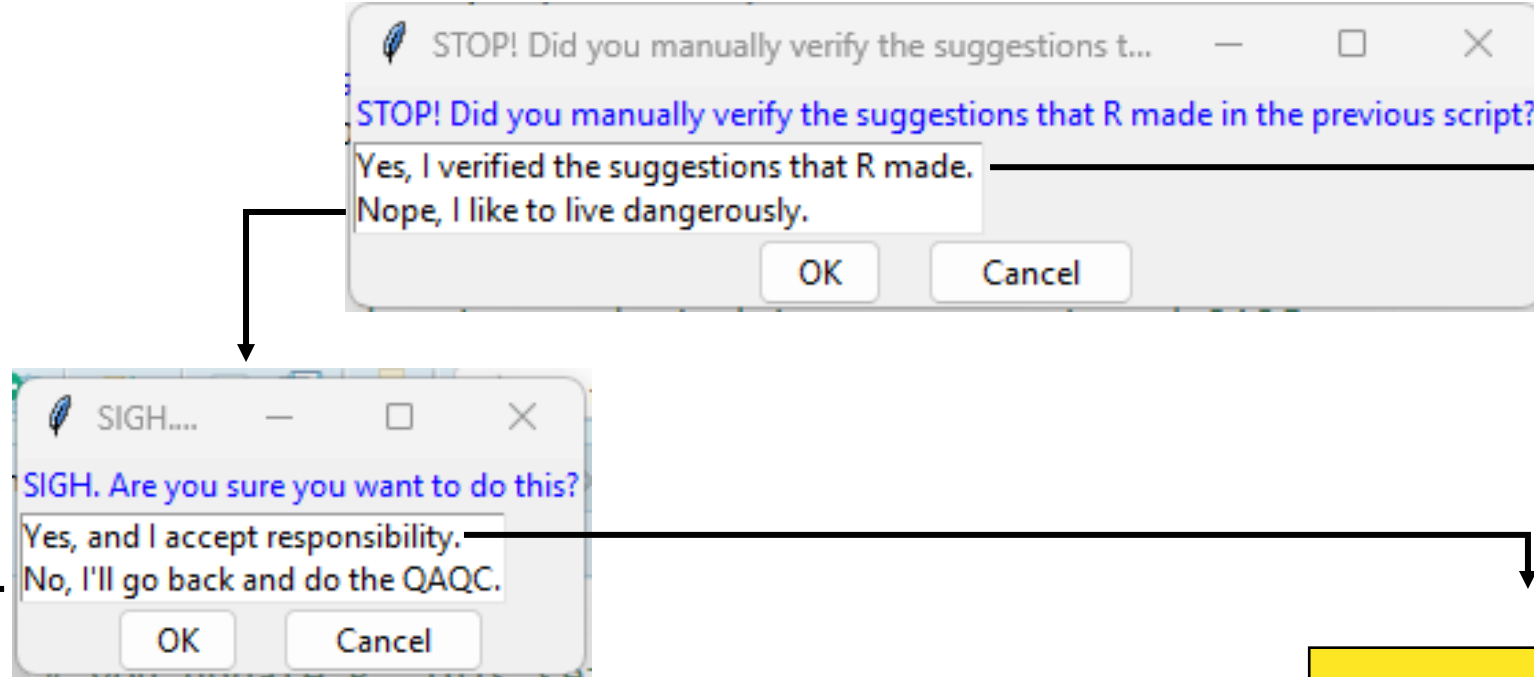 STOP! Did you manually verify the suggestions t...
STOP! Did you manually verify the suggestions that R made in the previous script?
Yes, I verified the suggestions that R made.
Nope, I like to live dangerously.
OK Cancel
SIGH....
SIGH. Are you sure you want to do this?
Yes, and I accept responsibility.
No, I'll go back and do the QAQC.
OK Cancel